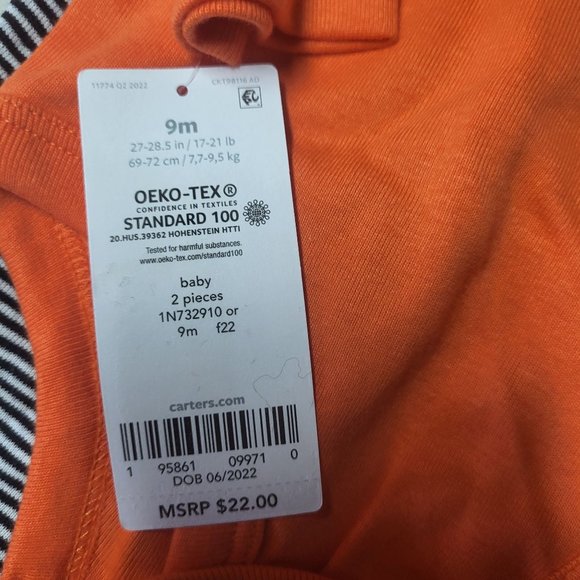 11774 Q2 2022 CKT98116 AD
9m
27-28.5 in / 17-21 lb
69-72 cm / 7,7-9,5 kg
OEKO-TEX®
CONFIDENCE IN TEXTILES
STANDARD 100
20.HUS.39362 HOHENSTEIN HTTI
Tested for harmful substances.
www.oeko-tex.com/standard100
baby
2 pieces
1N732910 or
9m f22
carters.com
1 95861 09971 0
DOB 06/2022
MSRP $22.00